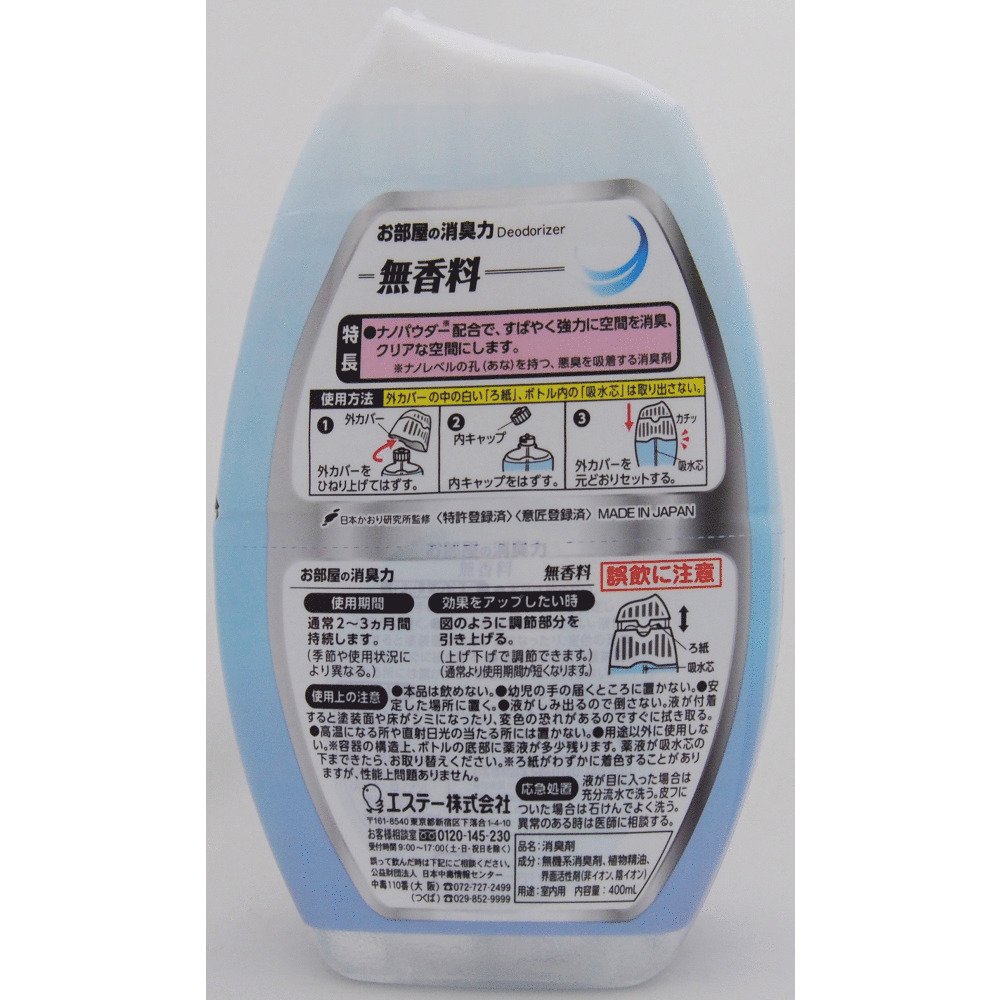 お部屋の消臭力 Deodorizer
無香料
特長
●ナノパウダー※配合で、すばやく強力に空間を消臭、
クリアな空間にします。
※ナノレベルの孔(あな)を持つ、悪臭を吸着する消臭剤
使用方法 外カバーの中の白い「ろ紙」、ボトル内の「吸水芯」は取り出さない。
1 外カバー
外カバーを
ひねり上げてはずす。
2
内キャップ
内キャップをはずす。
3 カチッ
吸水芯
外カバーを
元どおりセットする。
日本かおり研究所監修〈特許登録済〉〈意匠登録済〉MADE IN JAPAN
お部屋の消臭力 無香料 誤飲に注意
使用期間
通常2〜3ヵ月間
持続します。
(季節や使用状況に
より異なる。)
効果をアップしたい時
図のように調節部分を
引き上げる。
(上げ下げで調節できます。)
(通常より使用期間が短くなります。)
ろ紙
吸水芯
使用上の注意 ●本品は飲めない。●幼児の手の届くところに置かない。●安
定した場所に置く。●液がしみ出るので倒さない。液が付着
すると塗装面や床がシミになったり、変色の恐れがあるのですぐに拭き取る。
●高温になる所や直射日光の当たる所には置かない。●用途以外に使用しな
い。※容器の構造上、ボトルの底部に薬液が多少残ります。薬液が吸水芯の
下まできたら、お取り替えください。※ろ紙がわずかに着色することがあり
ますが、性能上問題ありません。
応急処置 液が目に入った場合は
充分流水で洗う。皮フに
ついた場合は石けんでよく洗う。
異常のある時は医師に相談する。
エステー株式会社
〒161-8540 東京都新宿区下落合1-4-10
お客様相談室 0120-145-230
受付時間 9:00〜17:00(土・日・祝日を除く)
誤って飲んだ時は下記にご相談ください。
公益財団法人 日本中毒情報センター
中毒110番(大阪)☎072-727-2499
(つくば)☎029-852-9999
品名:消臭剤
成分:無機系消臭剤、植物精油、
界面活性剤(非イオン、陰イオン)
用途:室内用 内容量:400mL